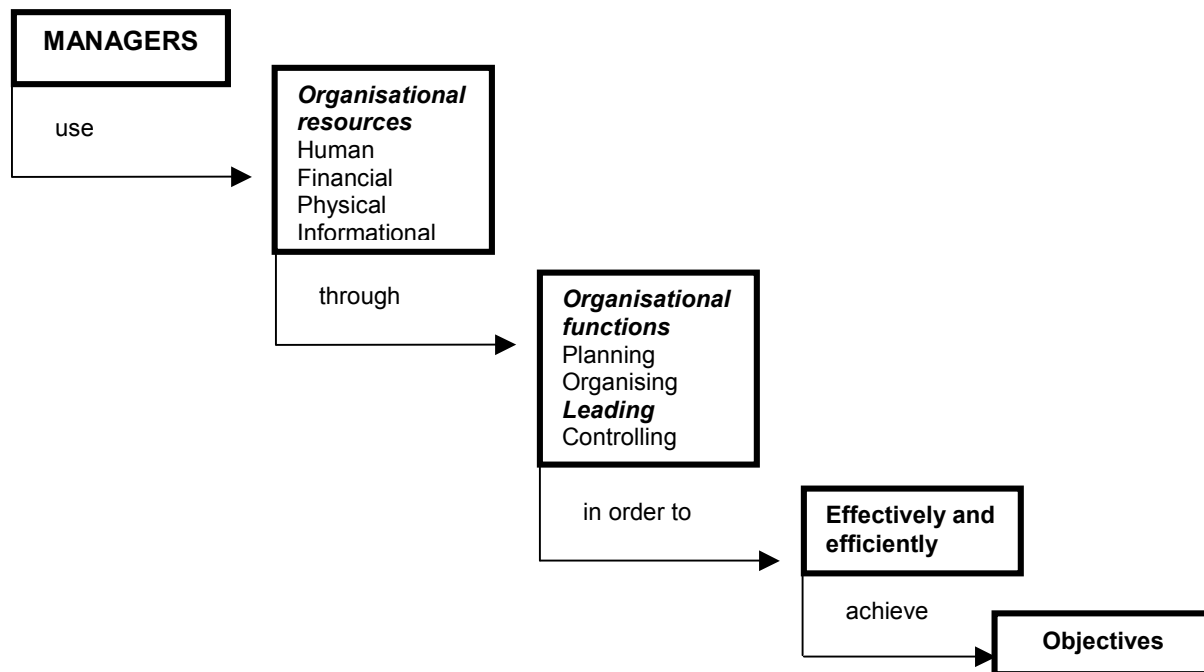 MANAGERS
use
Organisational
resources
Human
Financial
Physical
Informational
through
Organisational
functions
Planning
Organising
Leading
Controlling
in order to
Effectively and
efficiently
achieve
Objectives